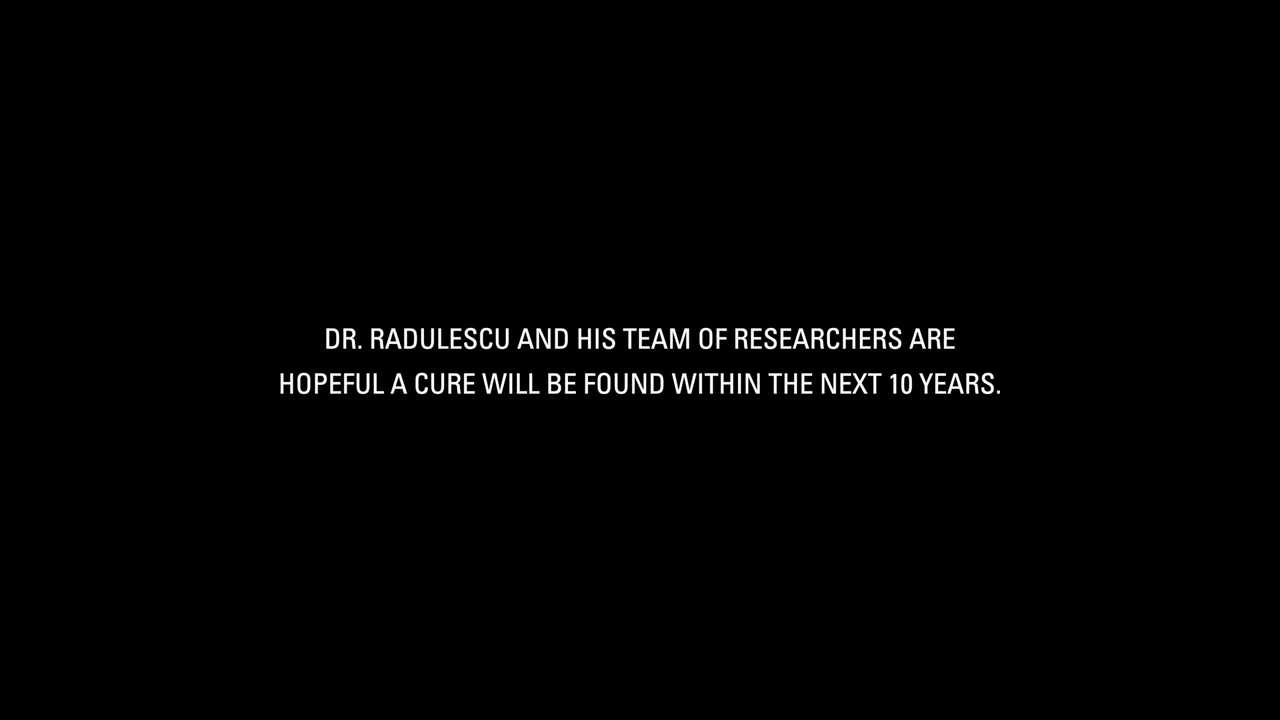 DR. RADULESCU AND HIS TEAM OF RESEARCHERS ARE
HOPEFUL A CURE WILL BE FOUND WITHIN THE NEXT 10 YEARS.